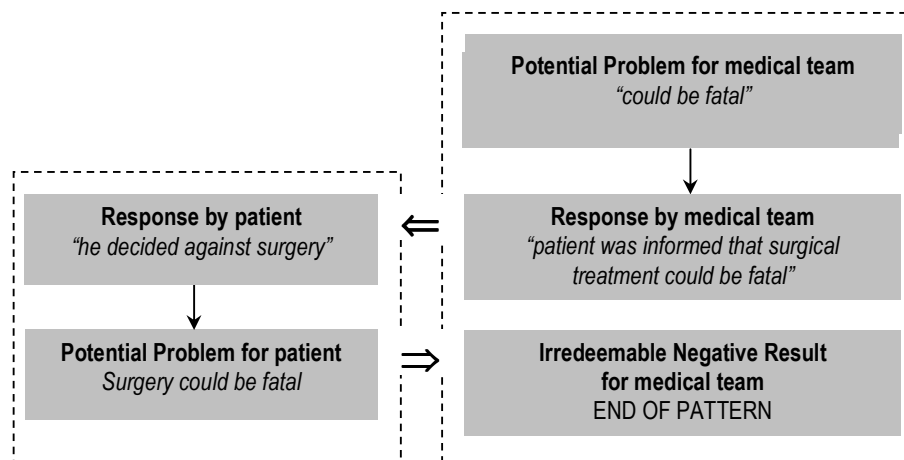 Potential Problem for medical team
“could be fatal”
Response by patient
“he decided against surgery”
Response by medical team
“patient was informed that surgical
treatment could be fatal”
Potential Problem for patient
Surgery could be fatal
Irredeemable Negative Result
for medical team
END OF PATTERN